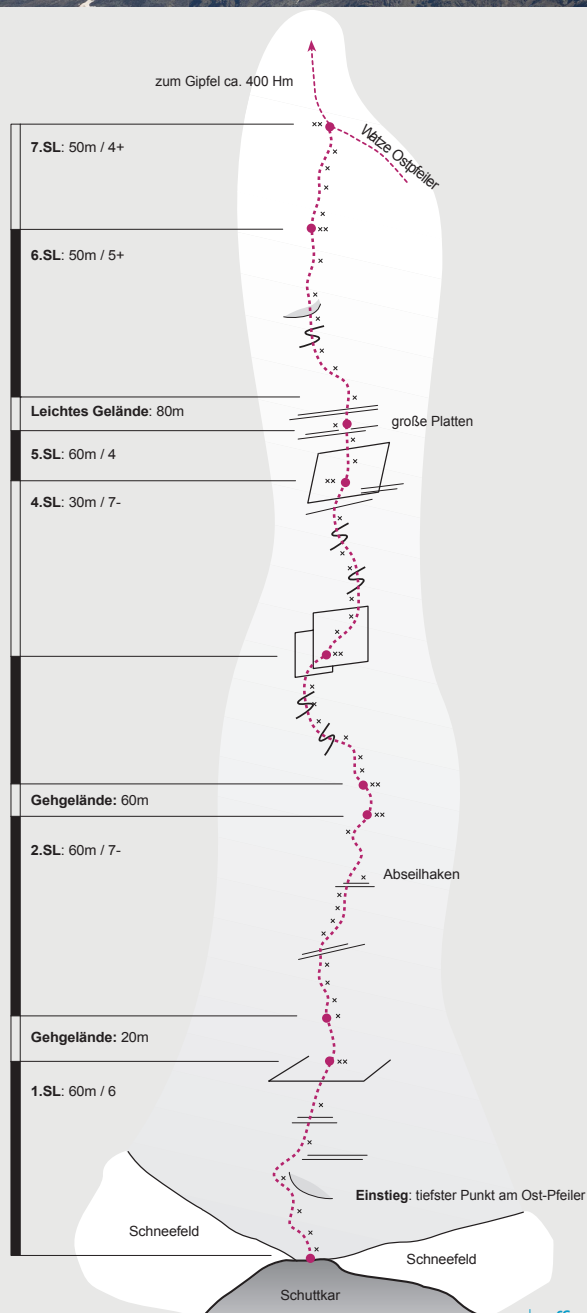 zum Gipfel ca. 400 Hm
7.SL: 50m / 4+
Watze Ostpfeiler
6.SL: 50m / 5+
Leichtes Gelände: 80m
große Platten
5.SL: 60m / 4
4.SL: 30m / 7-
Gehgelände: 60m
2.SL: 60m / 7-
Abseilhaken
Gehgelände: 20m
1.SL: 60m / 6
Einstieg: tiefster Punkt am Ost-Pfeiler
Schneefeld
Schneefeld
Schuttkar